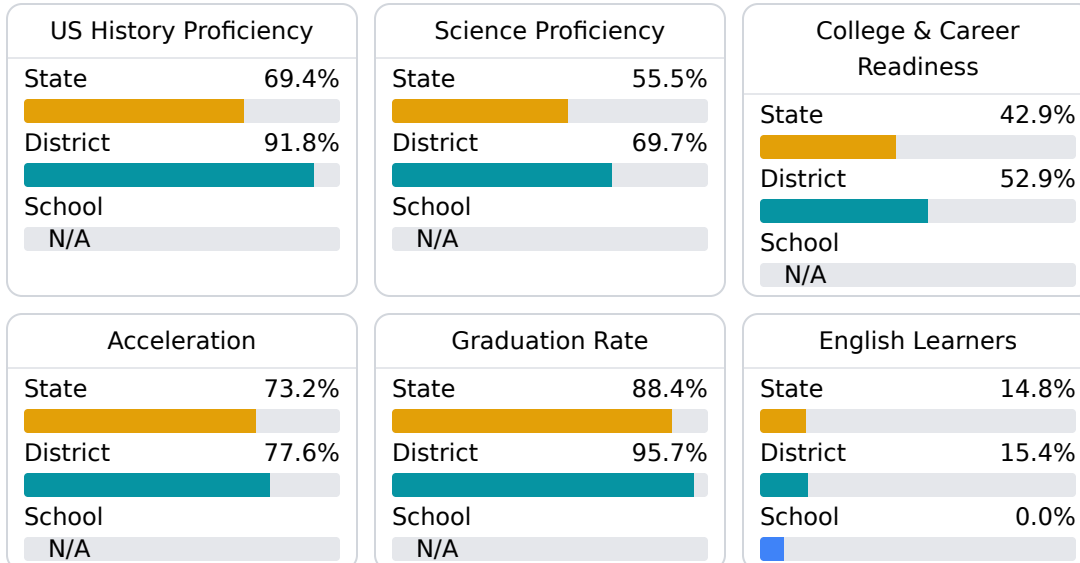 US History Proficiency
State 69.4%
District 91.8%
School
N/A
Science Proficiency
State 55.5%
District 69.7%
School
N/A
College & Career
Readiness
State 42.9%
District 52.9%
School
N/A
Acceleration
State 73.2%
District 77.6%
School
N/A
Graduation Rate
State 88.4%
District 95.7%
School
N/A
English Learners
State 14.8%
District 15.4%
School 0.0%